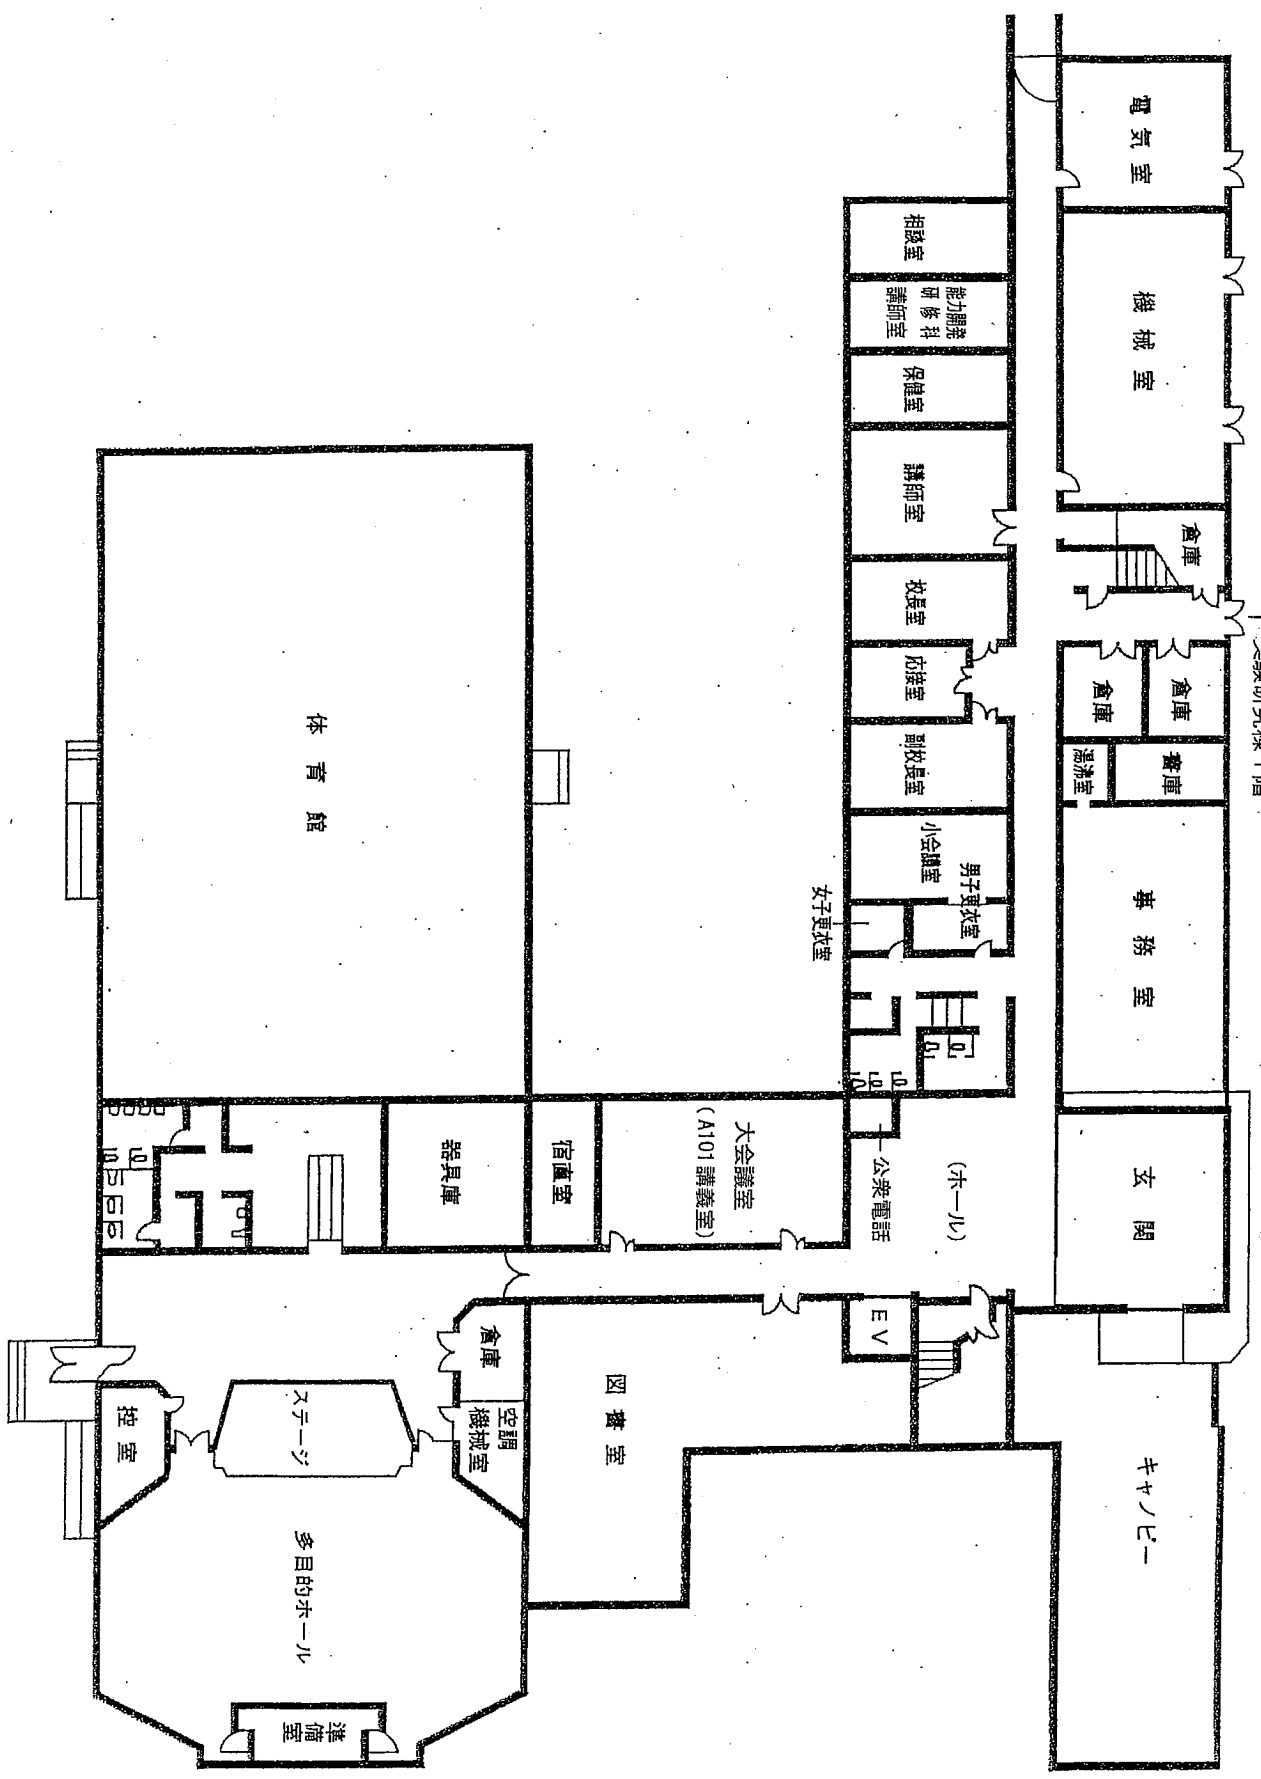 電気室
機械室
倉庫
倉庫
倉庫
書庫
湯沸室
事務室
玄関
キャノピー
相談室
能力開発
研修科
講師室
保健室
講師室
校長室
応接室
副校長室
小会議室
男子更衣室
女子更衣室
(ホール)
公衆電話
大会議室
(A101講義室)
宿直室
器具庫
体育館
EV
図書室
倉庫
空調
機械室
ステージ
控室
多目的ホール
準備室